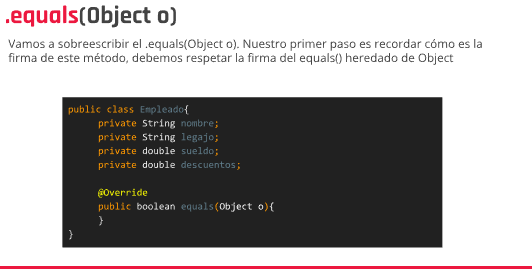 .equals(Object o)
Vamos a sobreescribir el .equals(Object o). Nuestro primer paso es recordar cómo es la
firma de este método, debemos respetar la firma del equals() heredado de Object
public class Empleado{
private String nombre;
private String legajo;
private double sueldo;
private double descuentos;
@Override
public boolean equals(Object o){
}
}